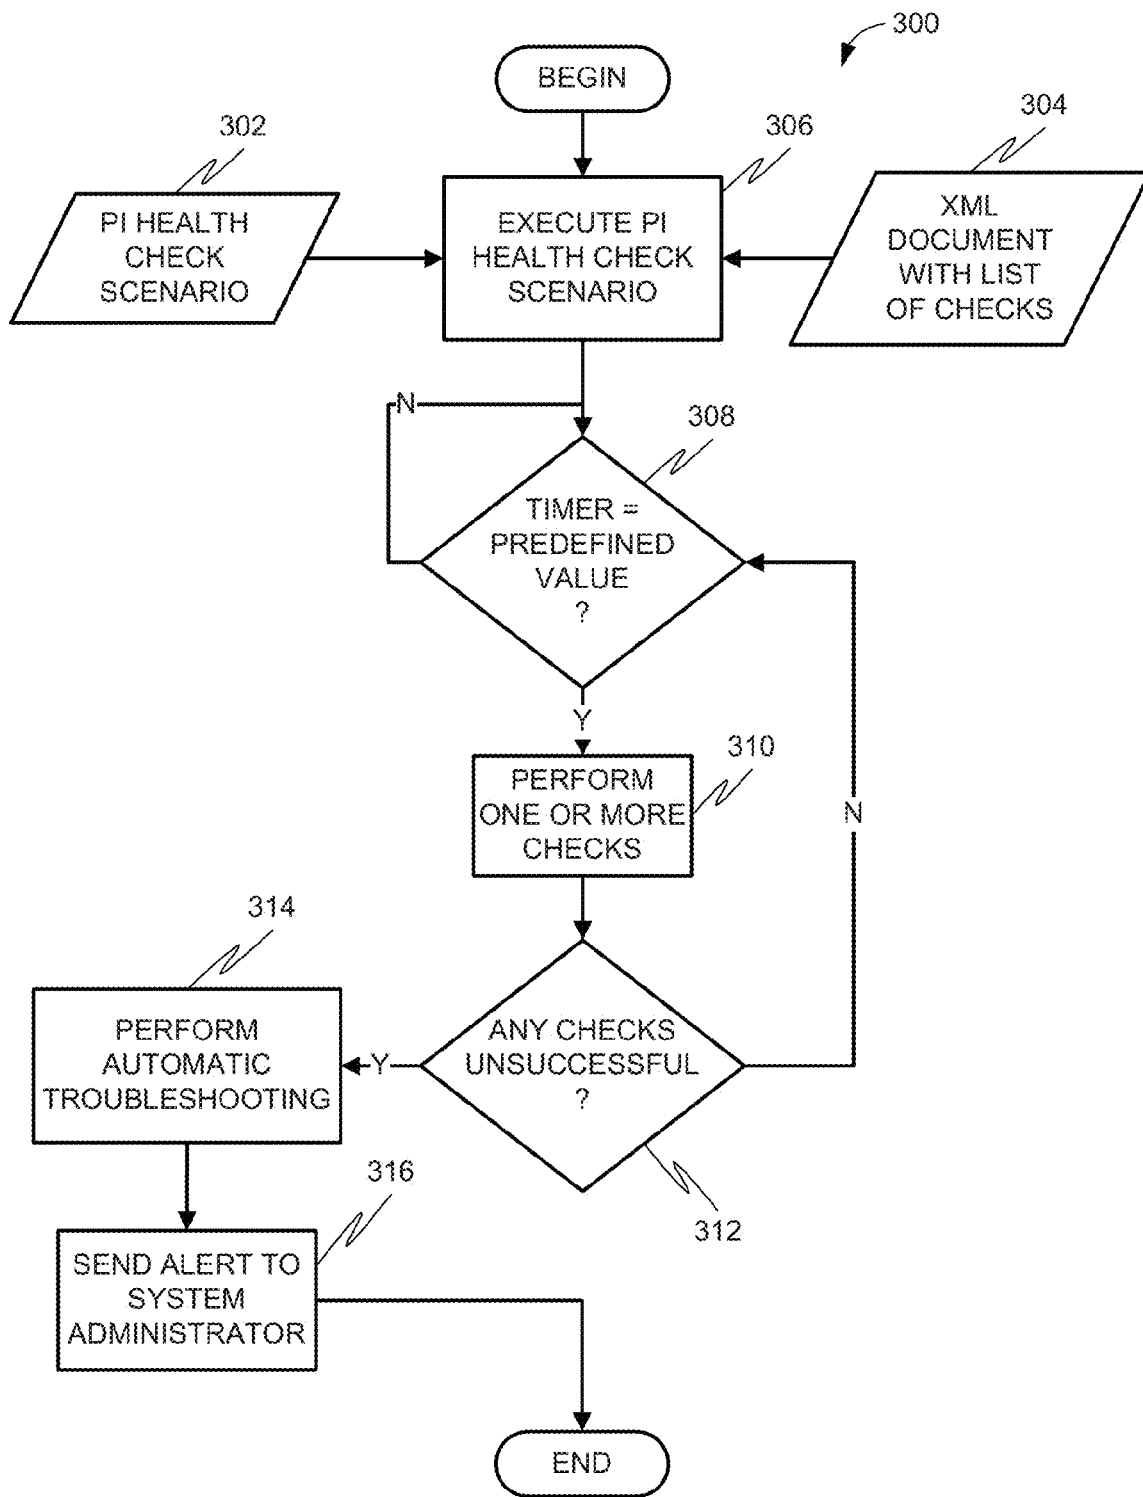 300
BEGIN
302
306
304
PI HEALTH
CHECK
SCENARIO
EXECUTE PI
HEALTH CHECK
SCENARIO
XML
DOCUMENT
WITH LIST
OF CHECKS
N
308
TIMER =
PREDEFINED
VALUE
?
Y
310
PERFORM
ONE OR MORE
CHECKS
N
314
PERFORM
AUTOMATIC
TROUBLESHOOTING
Y
ANY CHECKS
UNSUCCESSFUL
?
312
316
SEND ALERT TO
SYSTEM
ADMINISTRATOR
END